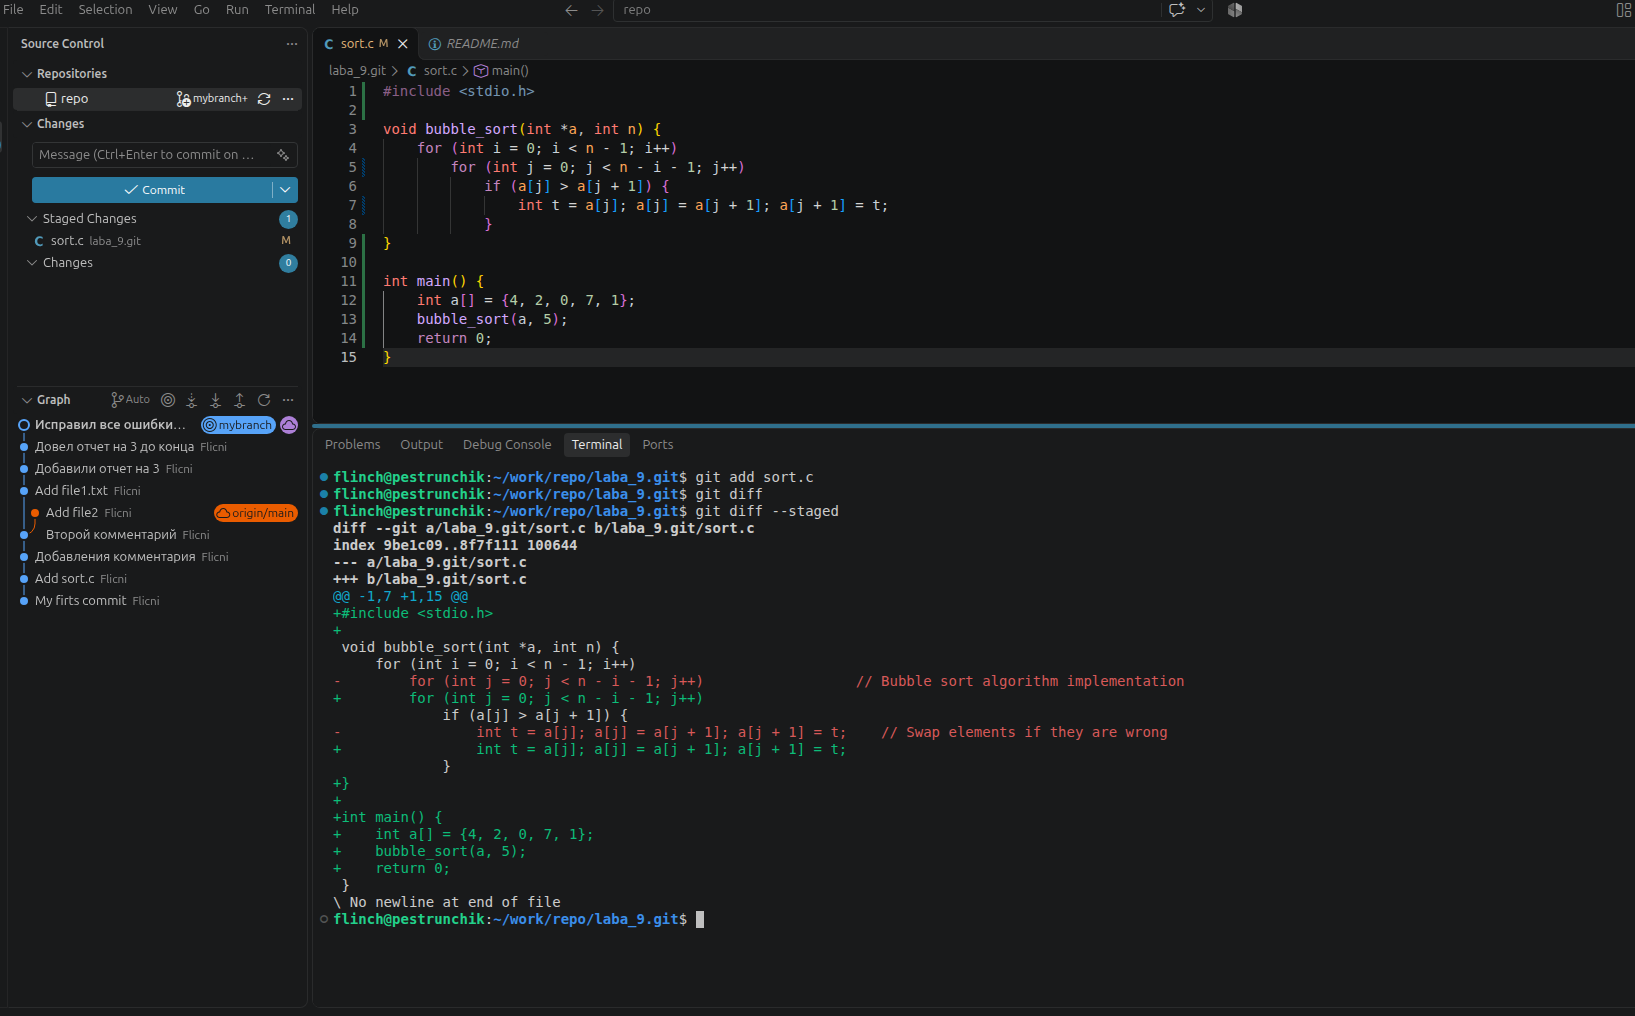 File Edit Selection View Go Run Terminal Help
repo
Source Control
Repositories
repo mybranch+
Changes
Message (Ctrl+Enter to commit on ...
Commit
Staged Changes 1
sort.c laba_9.git M
Changes 0
Graph Auto
Исправил все ошибки... mybranch
Довел отчет на 3 до конца Flicni
Добавили отчет на 3 Flicni
Add file1.txt Flicni
Add file2 Flicni origin/main
Второй комментарий Flicni
Добавления комментария Flicni
Add sort.c Flicni
My firts commit Flicni
C sort.c M README.md
laba_9.git > C sort.c > main()
1 #include <stdio.h>
2
3 void bubble_sort(int *a, int n) {
4     for (int i = 0; i < n - 1; i++)
5         for (int j = 0; j < n - i - 1; j++)
6             if (a[j] > a[j + 1]) {
7                 int t = a[j]; a[j] = a[j + 1]; a[j + 1] = t;
8             }
9 }
10
11 int main() {
12     int a[] = {4, 2, 0, 7, 1};
13     bubble_sort(a, 5);
14     return 0;
15 }
Problems Output Debug Console Terminal Ports
flinch@pestrunchik:~/work/repo/laba_9.git$ git add sort.c
flinch@pestrunchik:~/work/repo/laba_9.git$ git diff
flinch@pestrunchik:~/work/repo/laba_9.git$ git diff --staged
diff --git a/laba_9.git/sort.c b/laba_9.git/sort.c
index 9be1c09..8f7f111 100644
--- a/laba_9.git/sort.c
+++ b/laba_9.git/sort.c
@@ -1,7 +1,15 @@
+#include <stdio.h>
+
 void bubble_sort(int *a, int n) {
     for (int i = 0; i < n - 1; i++)
-        for (int j = 0; j < n - i - 1; j++)                  // Bubble sort algorithm implementation
+        for (int j = 0; j < n - i - 1; j++)
             if (a[j] > a[j + 1]) {
-                int t = a[j]; a[j] = a[j + 1]; a[j + 1] = t;    // Swap elements if they are wrong
+                int t = a[j]; a[j] = a[j + 1]; a[j + 1] = t;
             }
+}
+
+int main() {
+    int a[] = {4, 2, 0, 7, 1};
+    bubble_sort(a, 5);
+    return 0;
 }
\ No newline at end of file
flinch@pestrunchik:~/work/repo/laba_9.git$